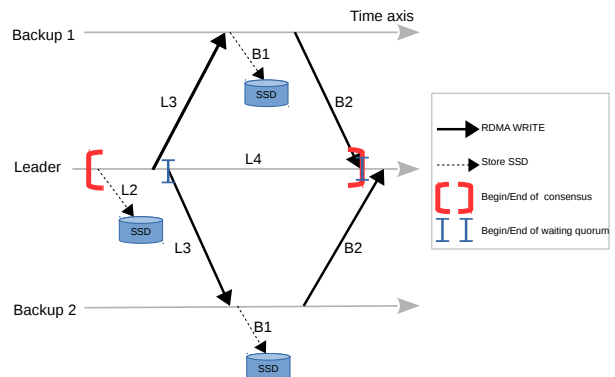 Time axis
Backup 1
B1
SSD
L3
B2
RDMA WRITE
Leader
L4
Store SSD
L2
Begin/End of consensus
SSD
Begin/End of waiting quorum
L3
B2
Backup 2
B1
SSD